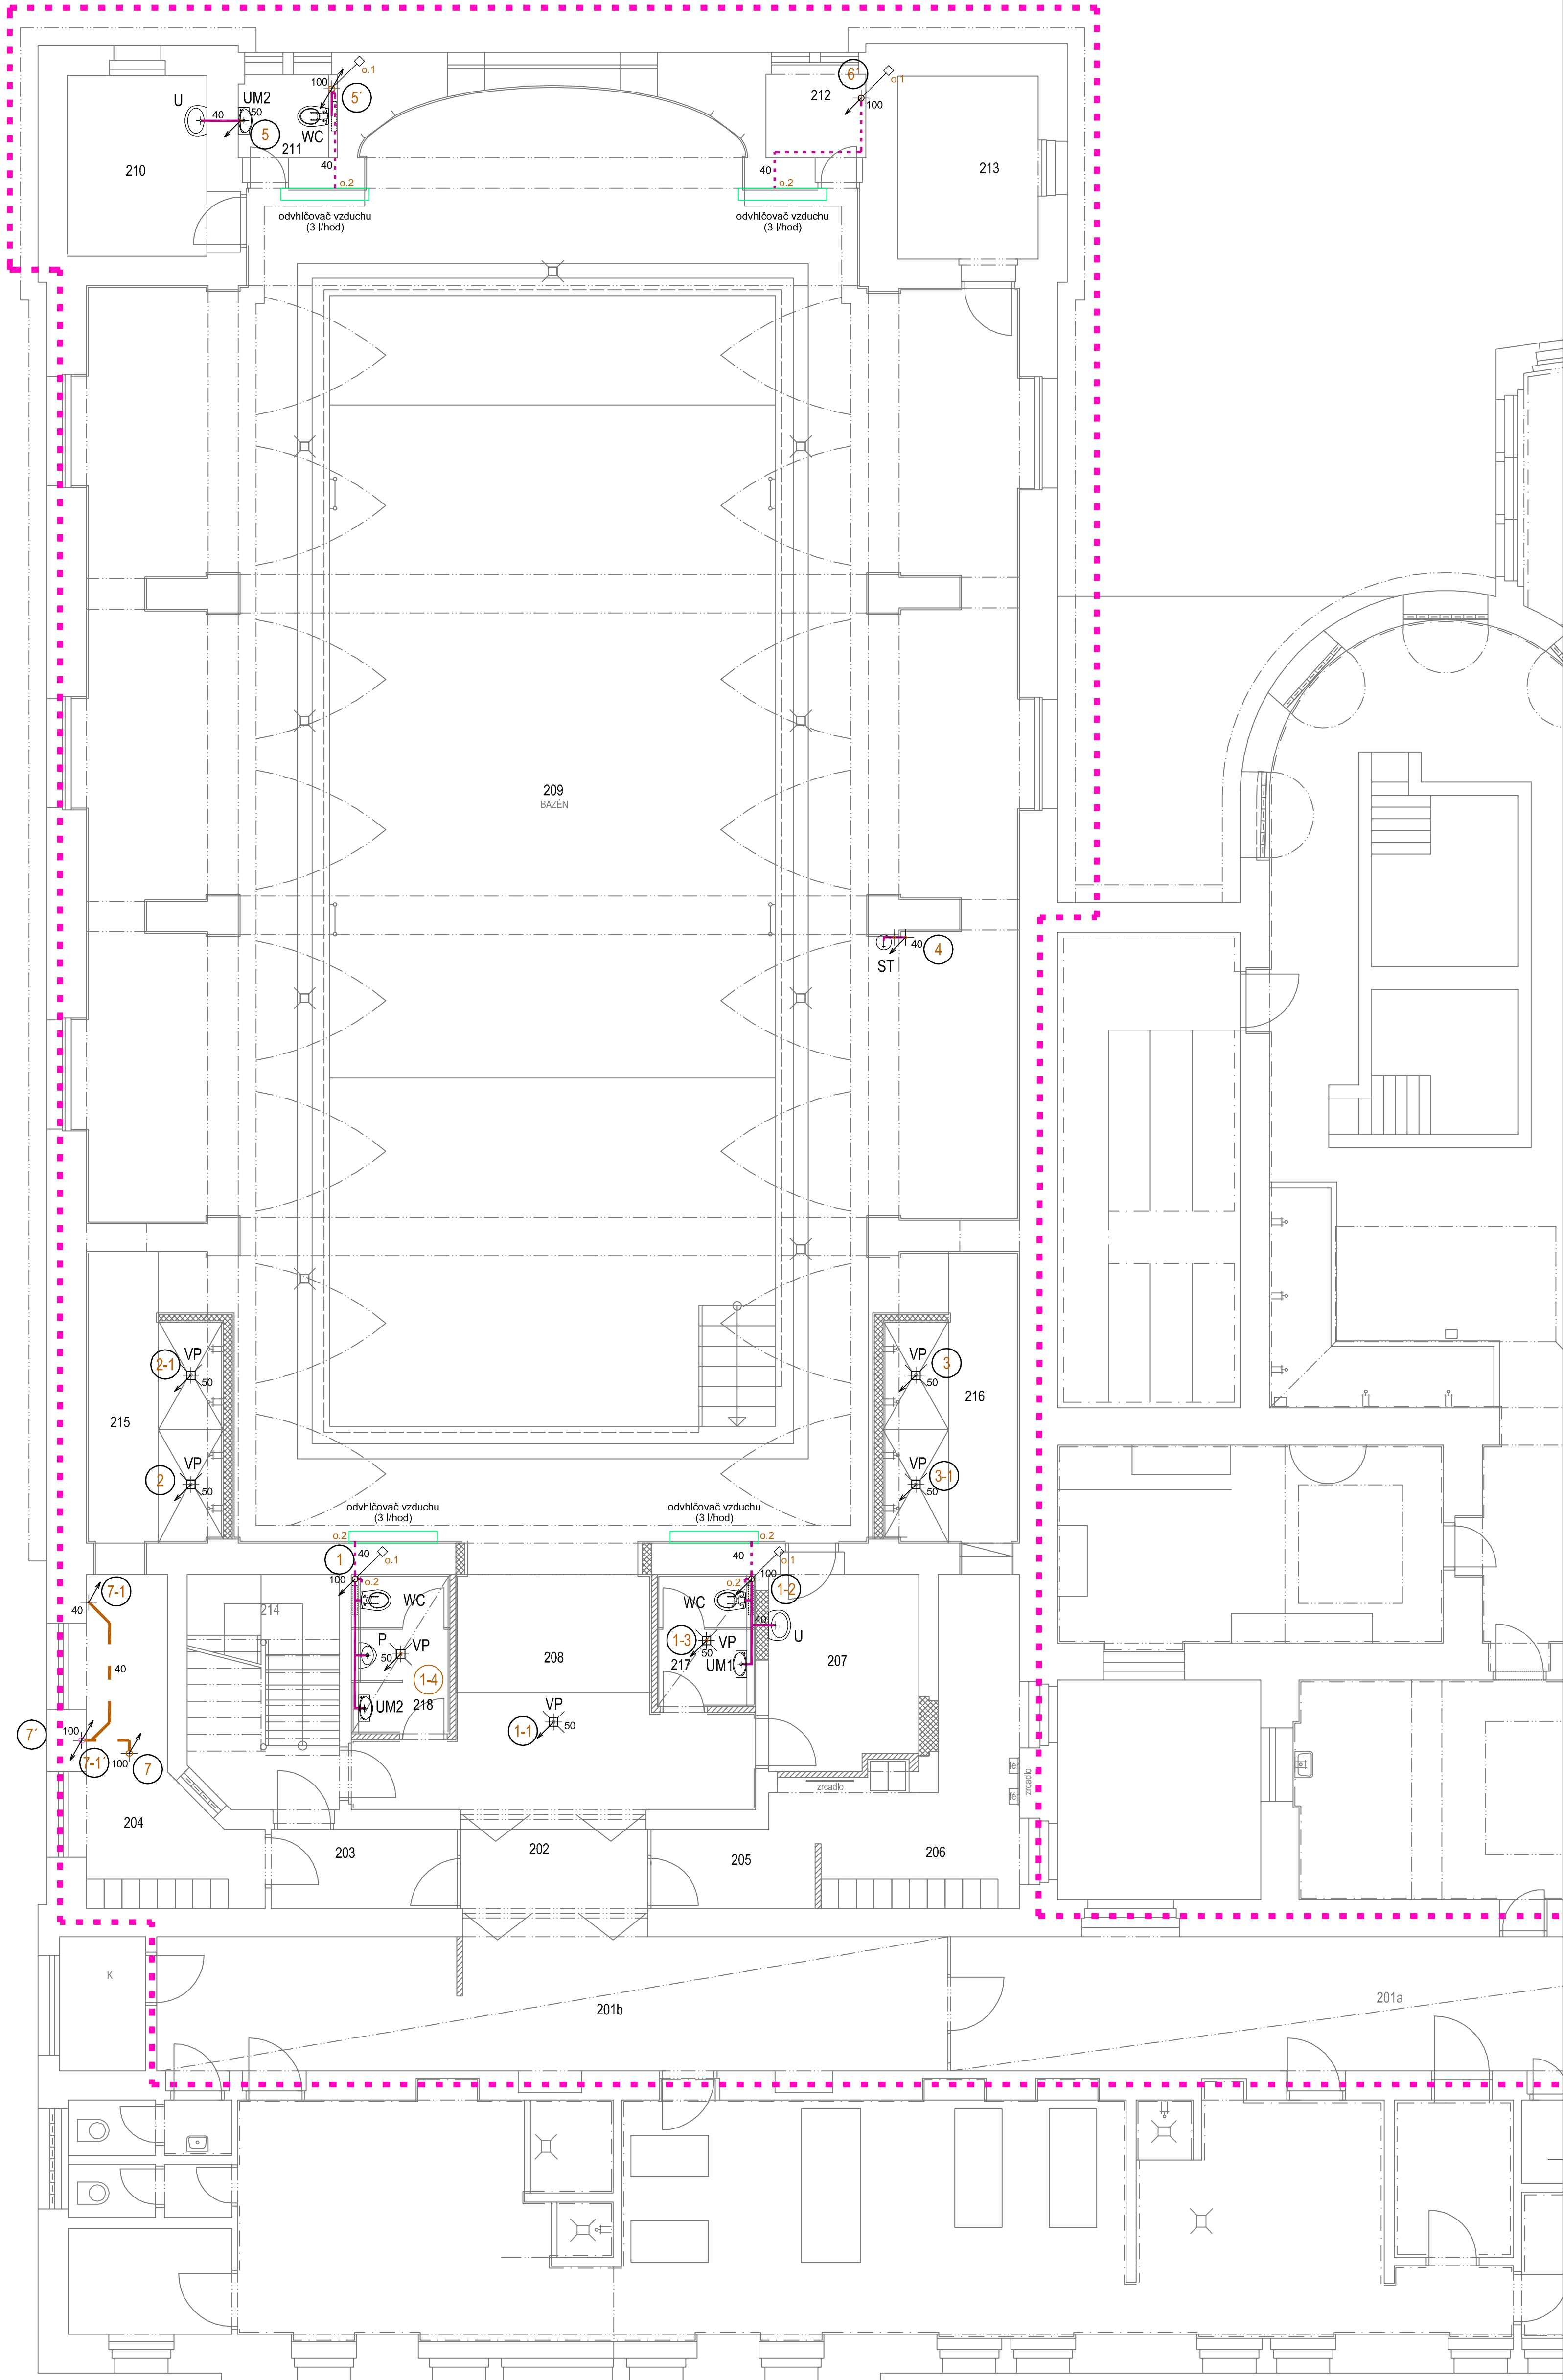 100
o.1
6´
o.1
U
UM2
50
40
5
WC
5´
212
100
211
210
40
o.2
40
o.2
213
odvhlčovač vzduchu
(3 l/hod)
odvhlčovač vzduchu
(3 l/hod)
209
BAZÉN
40
4
ST
2-1
VP
50
VP
3
50
215
216
2
VP
50
VP
3-1
50
odvhlčovač vzduchu
(3 l/hod)
odvhlčovač vzduchu
(3 l/hod)
o.2
o.2
1
40
o.1
40
o.1
100
o.2
o.2
100
1-2
7-1
40
214
WC
WC
40
U
P
VP
50
1-3
VP
50
217
UM1
208
207
40
1-4
UM2
218
VP
1-1
50
7´
100
7-1´
100
7
fén
zrcadlo
fén
zrcadlo
204
203
202
205
206
K
201b
201a